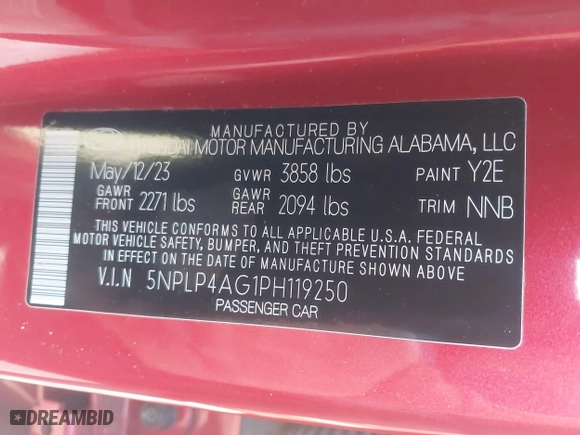 MANUFACTURED BY
HYUNDAI MOTOR MANUFACTURING ALABAMA, LLC
May/12/23 GVWR 3858 lbs PAINT Y2E
GAWR FRONT 2271 lbs GAWR REAR 2094 lbs TRIM NNB
THIS VEHICLE CONFORMS TO ALL APPLICABLE U.S.A. FEDERAL
MOTOR VEHICLE SAFETY, BUMPER, AND THEFT PREVENTION STANDARDS
IN EFFECT ON THE DATE OF MANUFACTURE SHOWN ABOVE
V.I.N 5NPLP4AG1PH119250
PASSENGER CAR
DREAMBID